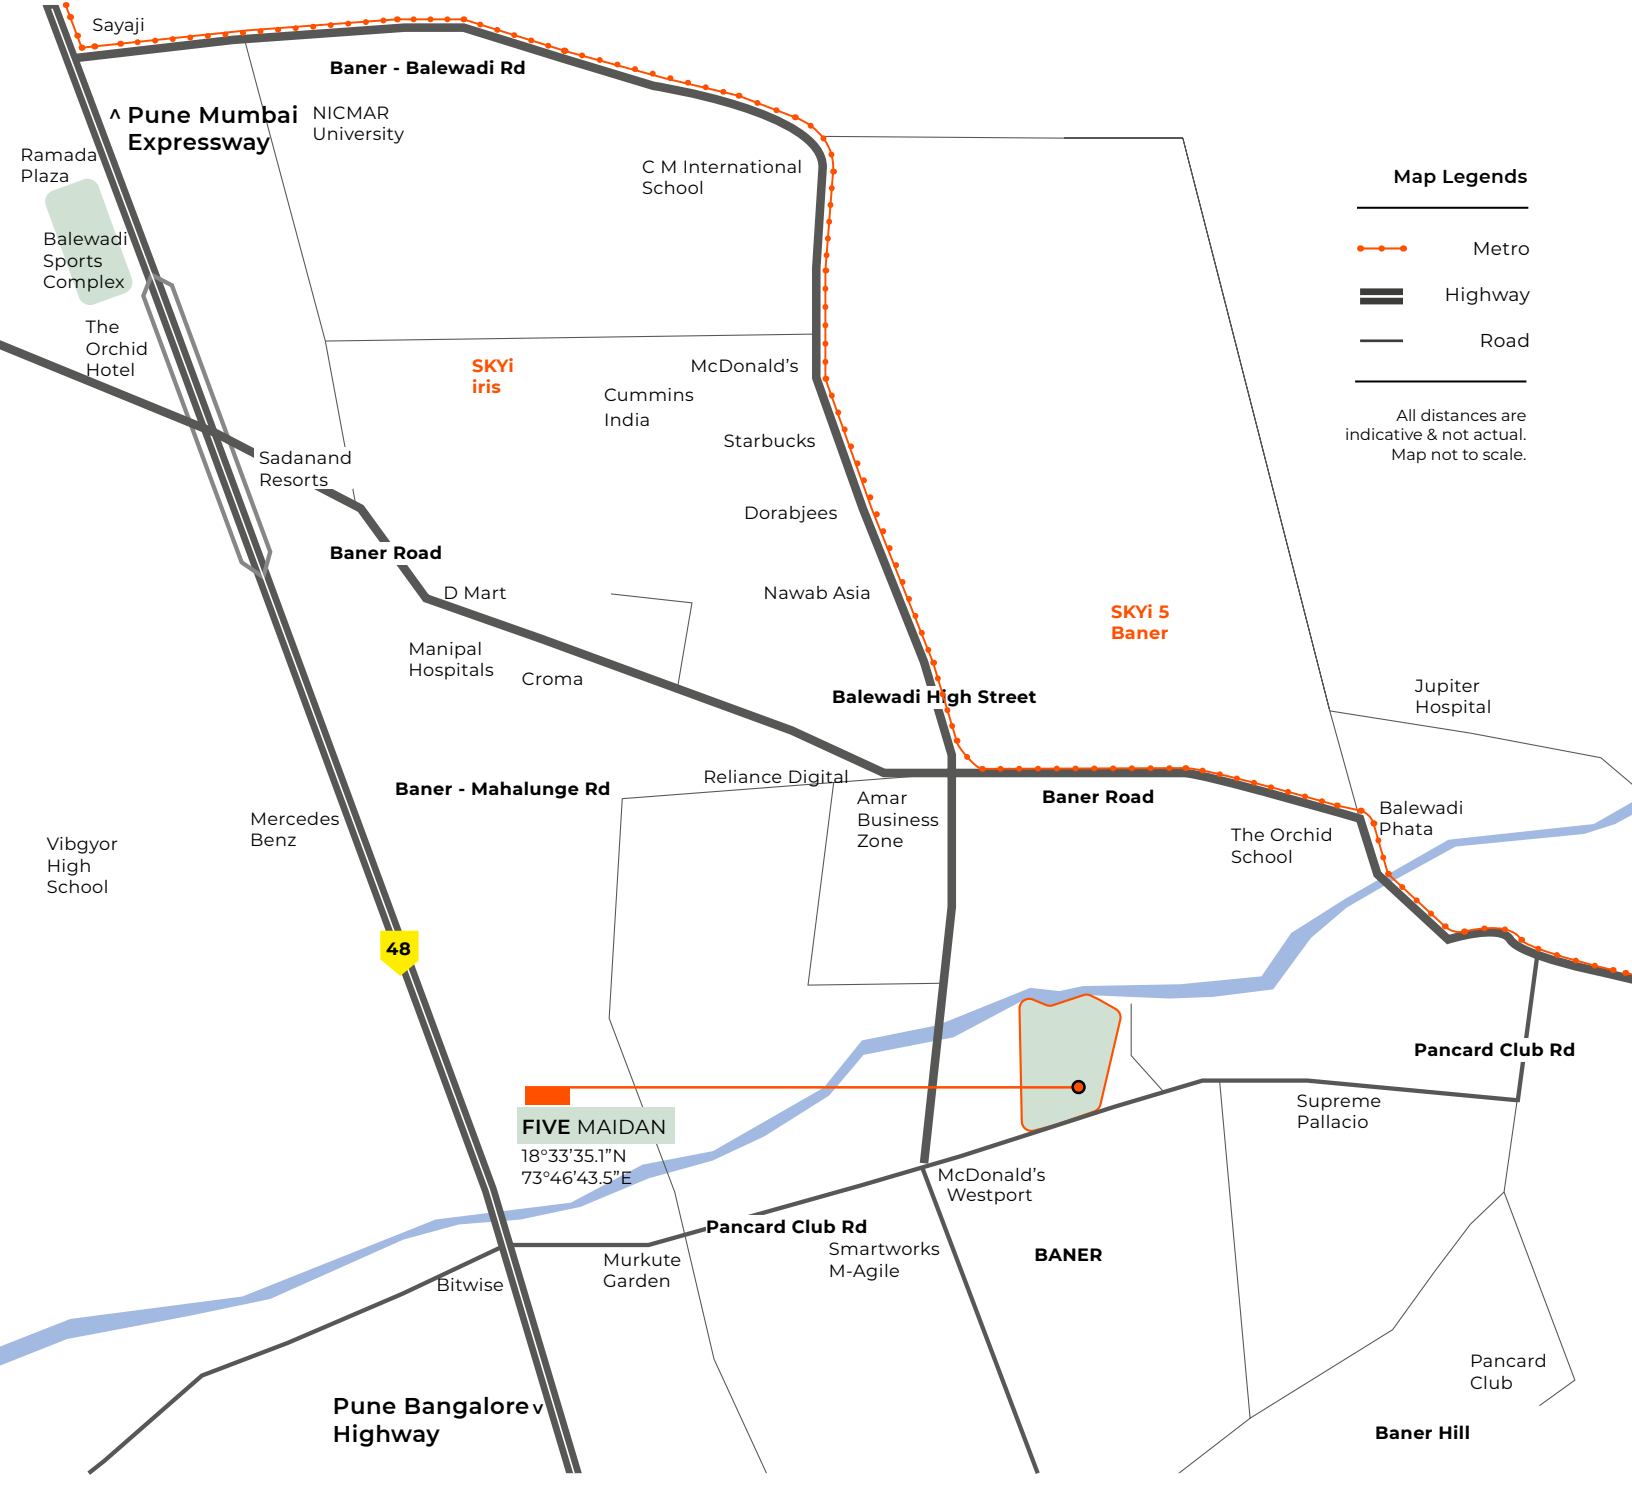 Sayaji
Baner - Balewadi Rd
^ Pune Mumbai
Expressway
NICMAR
University
Ramada
Plaza
C M International
School
Map Legends
Metro
Highway
Road
All distances are
indicative & not actual.
Map not to scale.
Balewadi
Sports
Complex
The
Orchid
Hotel
SKYi
iris
McDonald’s
Cummins
India
Starbucks
Sadanand
Resorts
Dorabjees
Baner Road
D Mart
Nawab Asia
SKYi 5
Baner
Manipal
Hospitals
Croma
Balewadi High Street
Jupiter
Hospital
Reliance Digital
Baner - Mahalunge Rd
Amar
Business
Zone
Baner Road
Balewadi
Phata
The Orchid
School
Mercedes
Benz
Vibgyor
High
School
48
Pancard Club Rd
FIVE MAIDAN
18°33’35.1”N
73°46’43.5”E
Supreme
Pallacio
McDonald’s
Westport
Pancard Club Rd
Smartworks
M-Agile
BANER
Murkute
Garden
Bitwise
Pancard
Club
Pune Bangalore v
Highway
Baner Hill